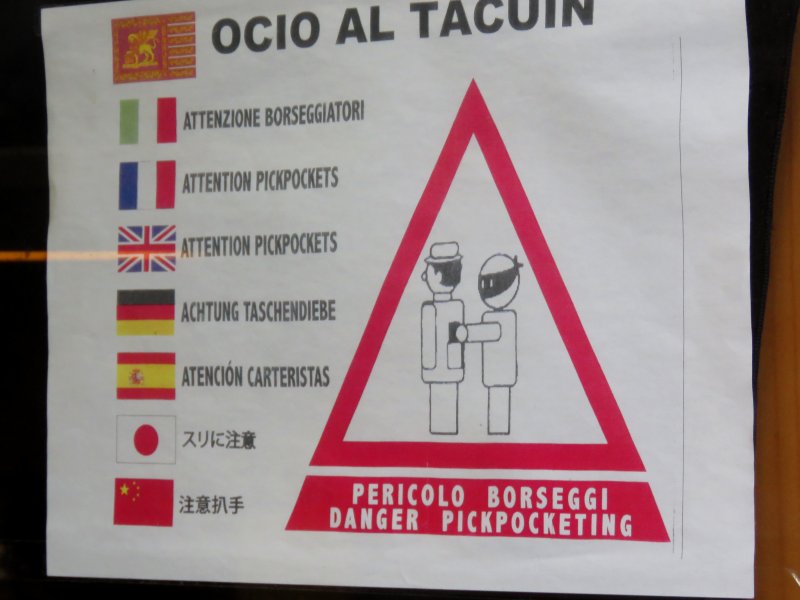 OCIO AL TACUIN
ATTENZIONE BORSEGGIATORI
ATTENTION PICKPOCKETS
ATTENTION PICKPOCKETS
ACHTUNG TASCHENDIEBE
ATENCIÓN CARTERISTAS
スリに注意
注意扒手
PERICOLO BORSEGGI
DANGER PICKPOCKETING